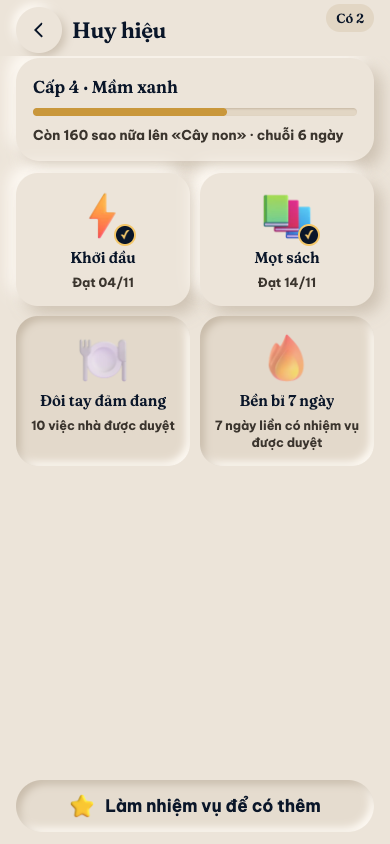 Huy hiệu
Có 2
Cấp 4 · Mầm xanh
Còn 160 sao nữa lên «Cây non» · chuỗi 6 ngày
Khởi đầu
Đạt 04/11
Mọt sách
Đạt 14/11
Đôi tay đảm đang
10 việc nhà được duyệt
Bền bỉ 7 ngày
7 ngày liền có nhiệm vụ
được duyệt
Làm nhiệm vụ để có thêm